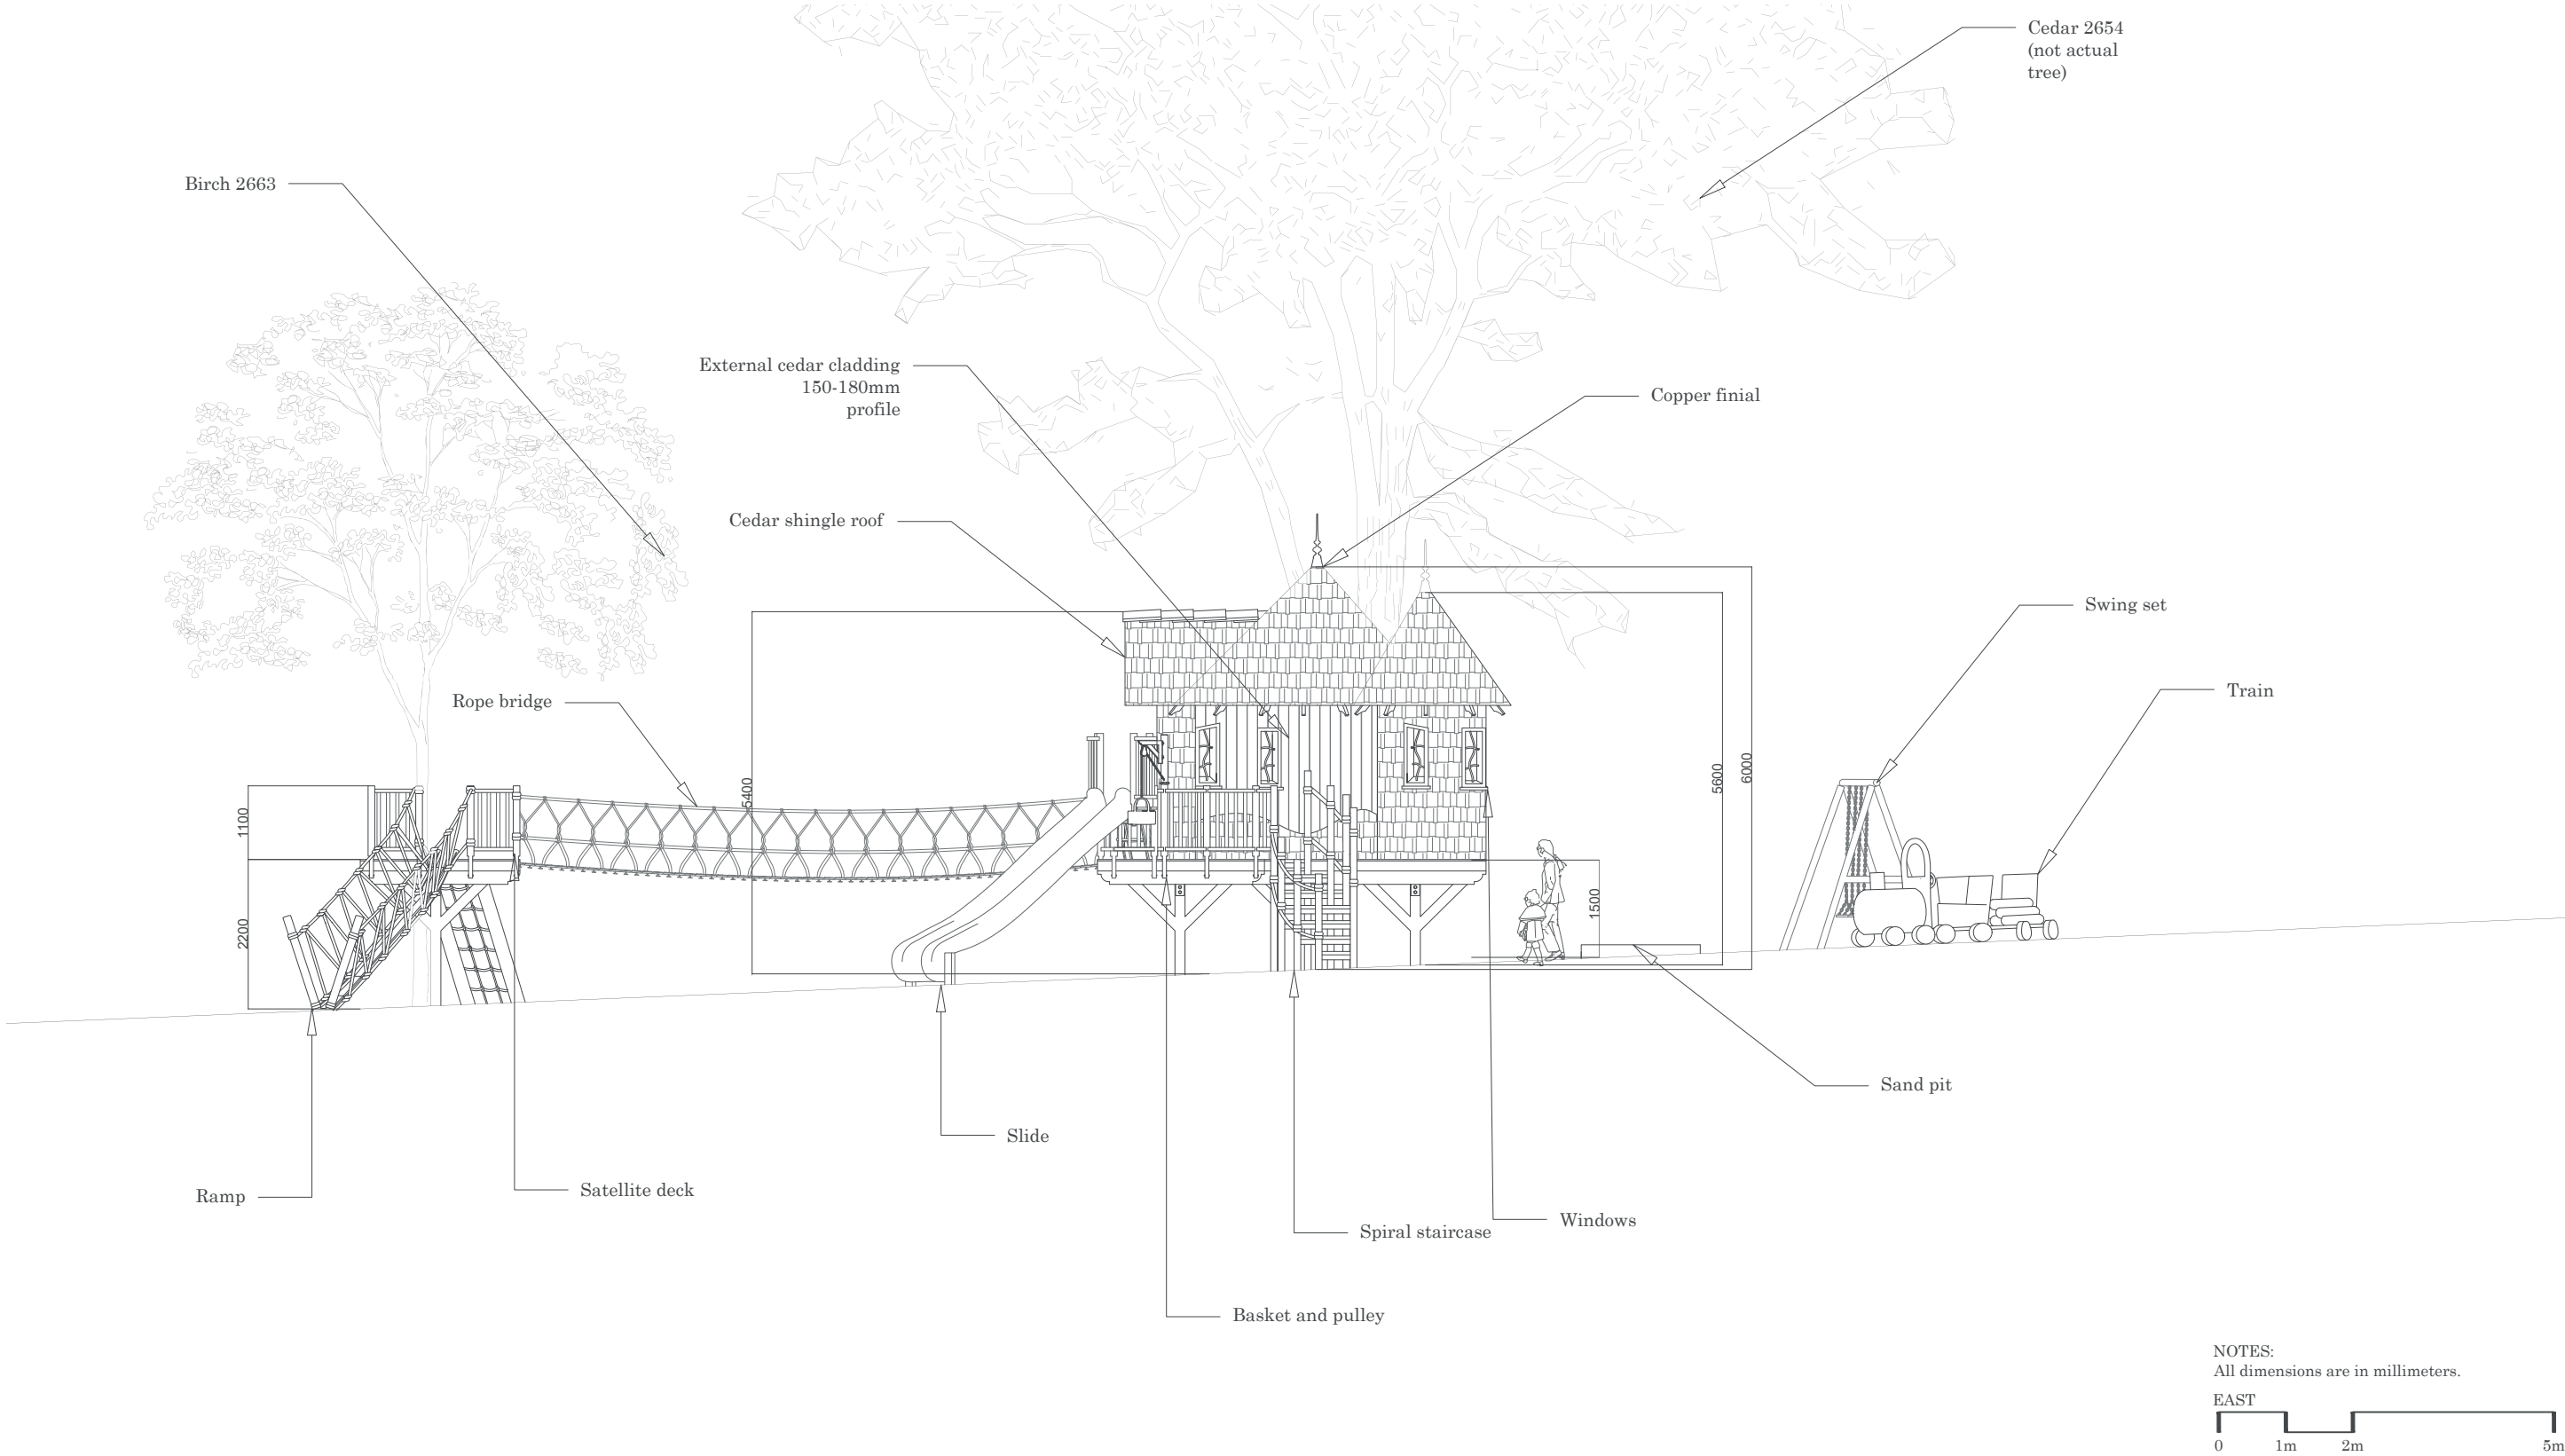 Cedar 2654
(not actual
tree)
Birch 2663
External cedar cladding
150-180mm
profile
Copper finial
Cedar shingle roof
Swing set
Train
Rope bridge
5400
5600
6000
1100
2200
1500
Sand pit
Slide
Ramp
Satellite deck
Windows
Spiral staircase
Basket and pulley
NOTES:
All dimensions are in millimeters.
EAST
0 1m 2m 5m